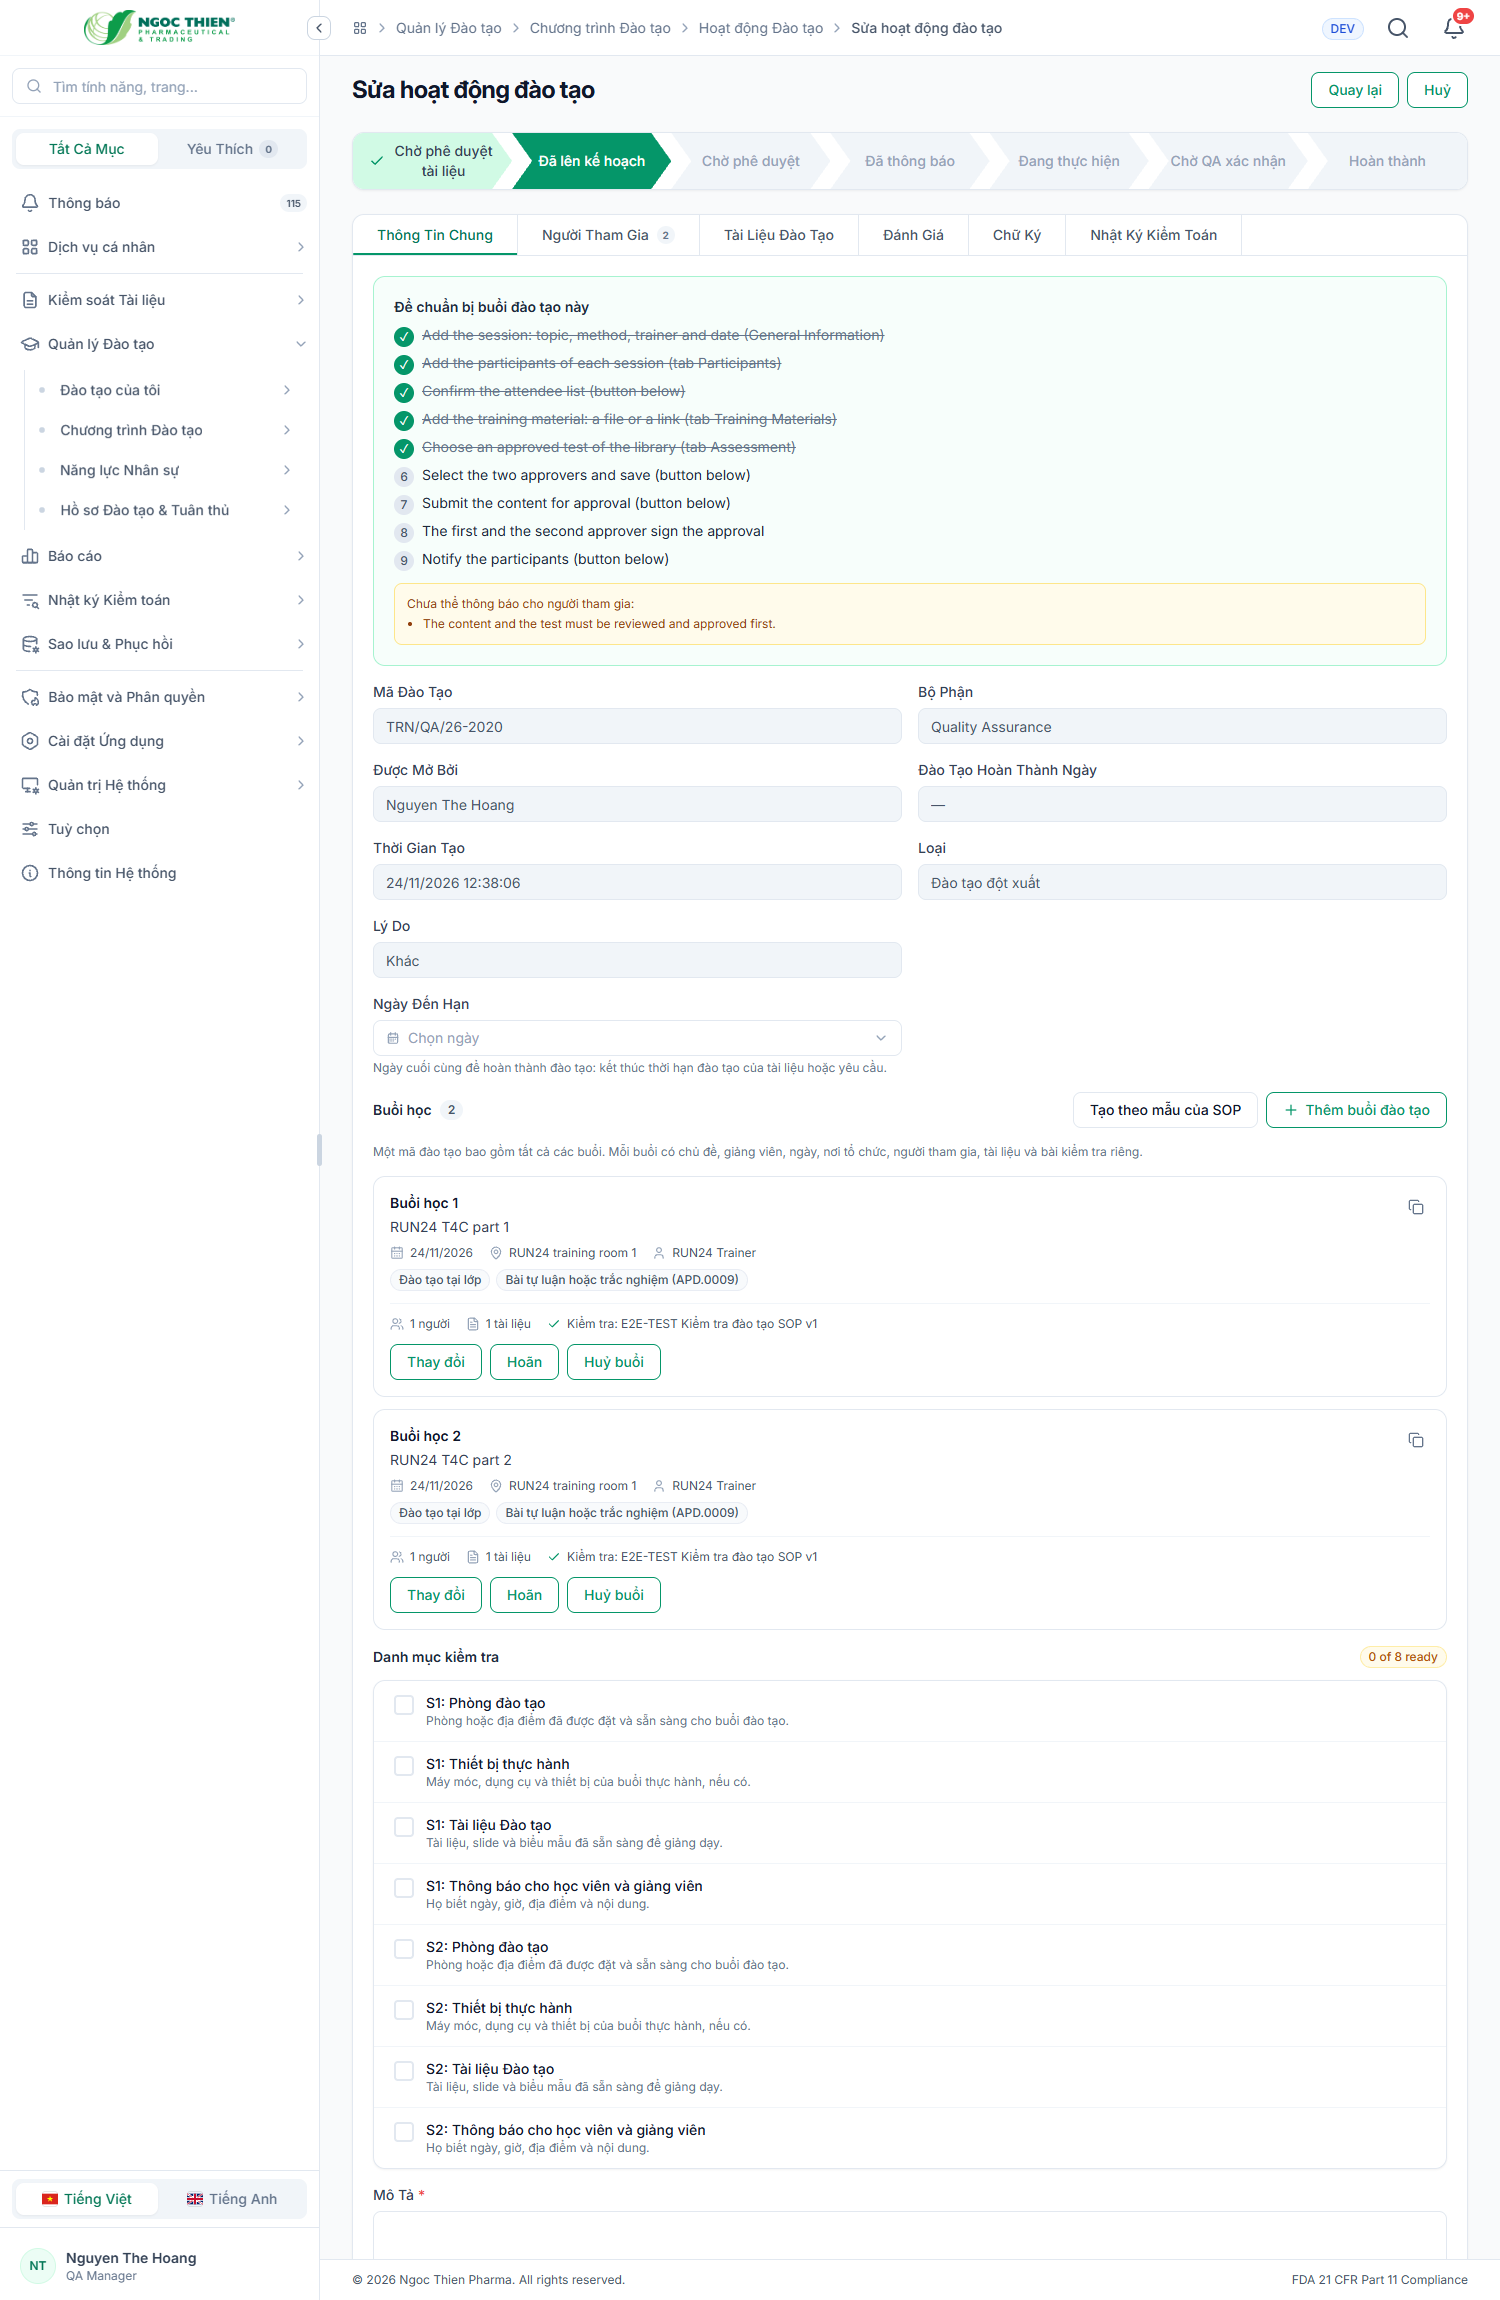 NGOC THIEN®
PHARMACEUTICAL
& TRADING
Tìm tính năng, trang...
Tất Cả Mục
Yêu Thích 0
Thông báo 115
Dịch vụ cá nhân
Kiểm soát Tài liệu
Quản lý Đào tạo
Đào tạo của tôi
Chương trình Đào tạo
Năng lực Nhân sự
Hồ sơ Đào tạo & Tuân thủ
Báo cáo
Nhật ký Kiểm toán
Sao lưu & Phục hồi
Bảo mật và Phân quyền
Cài đặt Ứng dụng
Quản trị Hệ thống
Tuỳ chọn
Thông tin Hệ thống
Tiếng Việt
Tiếng Anh
NT
Nguyen The Hoang
QA Manager
Quản lý Đào tạo
Chương trình Đào tạo
Hoạt động Đào tạo
Sửa hoạt động đào tạo
DEV
9+
Sửa hoạt động đào tạo
Quay lại
Huỷ
Chờ phê duyệt
tài liệu
Đã lên kế hoạch
Chờ phê duyệt
Đã thông báo
Đang thực hiện
Chờ QA xác nhận
Hoàn thành
Thông Tin Chung
Người Tham Gia 2
Tài Liệu Đào Tạo
Đánh Giá
Chữ Ký
Nhật Ký Kiểm Toán
Để chuẩn bị buổi đào tạo này
Add the session: topic, method, trainer and date (General Information)
Add the participants of each session (tab Participants)
Confirm the attendee list (button below)
Add the training material: a file or a link (tab Training Materials)
Choose an approved test of the library (tab Assessment)
6 Select the two approvers and save (button below)
7 Submit the content for approval (button below)
8 The first and the second approver sign the approval
9 Notify the participants (button below)
Chưa thể thông báo cho người tham gia:
• The content and the test must be reviewed and approved first.
Mã Đào Tạo
TRN/QA/26-2020
Bộ Phận
Quality Assurance
Được Mở Bởi
Nguyen The Hoang
Đào Tạo Hoàn Thành Ngày
—
Thời Gian Tạo
24/11/2026 12:38:06
Loại
Đào tạo đột xuất
Lý Do
Khác
Ngày Đến Hạn
Chọn ngày
Ngày cuối cùng để hoàn thành đào tạo: kết thúc thời hạn đào tạo của tài liệu hoặc yêu cầu.
Buổi học 2
Tạo theo mẫu của SOP
Thêm buổi đào tạo
Một mã đào tạo bao gồm tất cả các buổi. Mỗi buổi có chủ đề, giảng viên, ngày, nơi tổ chức, người tham gia, tài liệu và bài kiểm tra riêng.
Buổi học 1
RUN24 T4C part 1
24/11/2026 RUN24 training room 1 RUN24 Trainer
Đào tạo tại lớp Bài tự luận hoặc trắc nghiệm (APD.0009)
1 người 1 tài liệu Kiểm tra: E2E-TEST Kiểm tra đào tạo SOP v1
Thay đổi
Hoãn
Huỷ buổi
Buổi học 2
RUN24 T4C part 2
24/11/2026 RUN24 training room 1 RUN24 Trainer
Đào tạo tại lớp Bài tự luận hoặc trắc nghiệm (APD.0009)
1 người 1 tài liệu Kiểm tra: E2E-TEST Kiểm tra đào tạo SOP v1
Thay đổi
Hoãn
Huỷ buổi
Danh mục kiểm tra
0 of 8 ready
S1: Phòng đào tạo
Phòng hoặc địa điểm đã được đặt và sẵn sàng cho buổi đào tạo.
S1: Thiết bị thực hành
Máy móc, dụng cụ và thiết bị của buổi thực hành, nếu có.
S1: Tài liệu Đào tạo
Tài liệu, slide và biểu mẫu đã sẵn sàng để giảng dạy.
S1: Thông báo cho học viên và giảng viên
Họ biết ngày, giờ, địa điểm và nội dung.
S2: Phòng đào tạo
Phòng hoặc địa điểm đã được đặt và sẵn sàng cho buổi đào tạo.
S2: Thiết bị thực hành
Máy móc, dụng cụ và thiết bị của buổi thực hành, nếu có.
S2: Tài liệu Đào tạo
Tài liệu, slide và biểu mẫu đã sẵn sàng để giảng dạy.
S2: Thông báo cho học viên và giảng viên
Họ biết ngày, giờ, địa điểm và nội dung.
Mô Tả *
© 2026 Ngoc Thien Pharma. All rights reserved.
FDA 21 CFR Part 11 Compliance